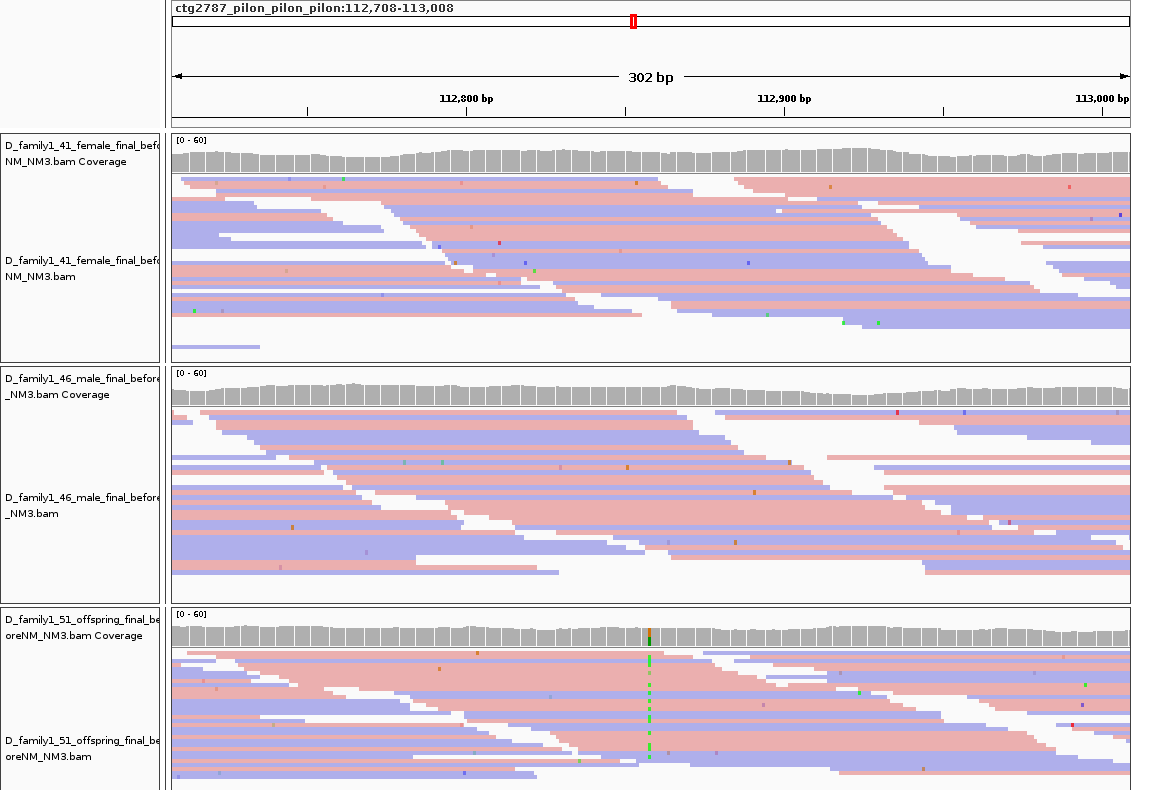 ctg2787_pilon_pilon_pilon:112,708-113,008
302 bp
112,800 bp 112,900 bp 113,000 bp
D_family1_41_female_final_befo
NM_NM3.bam Coverage
[0 - 60]
D_family1_41_female_final_befo
NM_NM3.bam
D_family1_46_male_final_before
_NM3.bam Coverage
[0 - 60]
D_family1_46_male_final_before
_NM3.bam
D_family1_51_offspring_final_be
oreNM_NM3.bam Coverage
[0 - 60]
D_family1_51_offspring_final_be
oreNM_NM3.bam